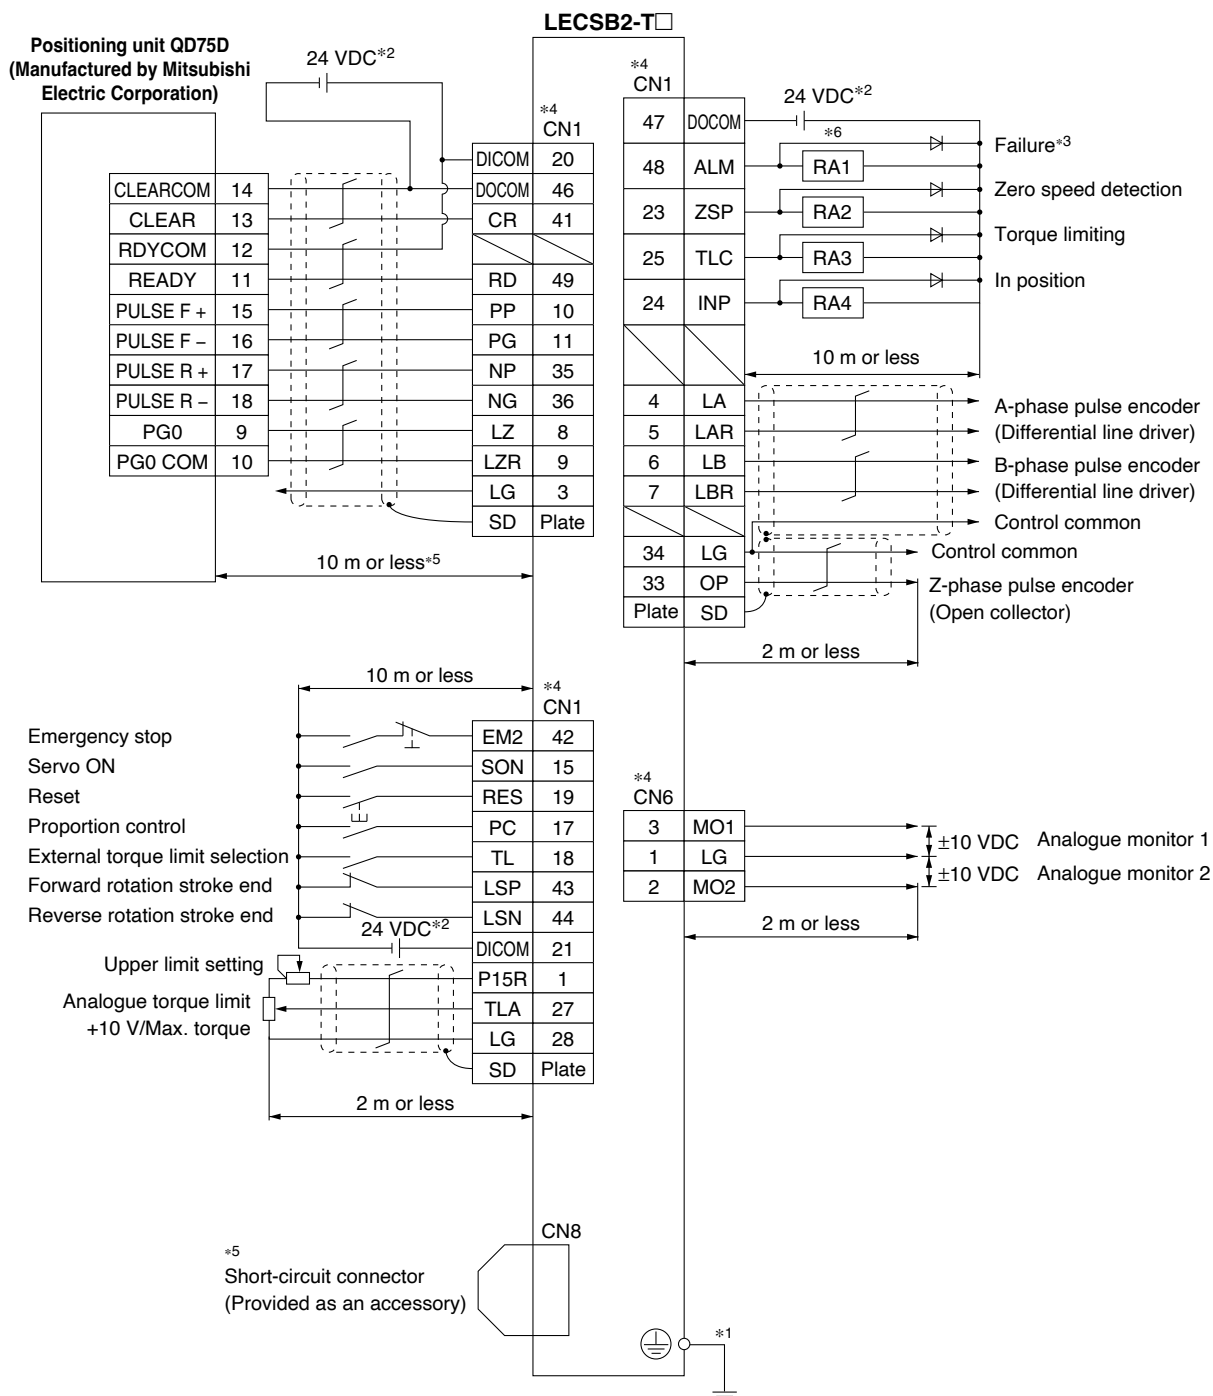 LECSB2-T□
Positioning unit QD75D
(Manufactured by Mitsubishi
Electric Corporation)
24 VDC*2
*4
CN1
DICOM 20
CLEARCOM 14 DOCOM 46
CLEAR 13 CR 41
RDYCOM 12
READY 11 RD 49
PULSE F + 15 PP 10
PULSE F − 16 PG 11
PULSE R + 17 NP 35
PULSE R − 18 NG 36
PG0 9 LZ 8
PG0 COM 10 LZR 9
LG 3
SD Plate
10 m or less*5
*4
CN1
24 VDC*2
47 DOCOM
*6
48 ALM RA1 Failure*3
23 ZSP RA2 Zero speed detection
25 TLC RA3 Torque limiting
24 INP RA4 In position
10 m or less
4 LA A-phase pulse encoder
5 LAR (Differential line driver)
6 LB B-phase pulse encoder
7 LBR (Differential line driver)
Control common
34 LG Control common
33 OP Z-phase pulse encoder
Plate SD (Open collector)
2 m or less
10 m or less
*4
CN1
Emergency stop EM2 42
Servo ON SON 15
Reset RES 19
Proportion control PC 17
External torque limit selection TL 18
Forward rotation stroke end LSP 43
Reverse rotation stroke end LSN 44
24 VDC*2
DICOM 21
Upper limit setting P15R 1
Analogue torque limit TLA 27
+10 V/Max. torque LG 28
SD Plate
2 m or less
*4
CN6
3 MO1 ±10 VDC Analogue monitor 1
1 LG
2 MO2 ±10 VDC Analogue monitor 2
2 m or less
CN8
*5
Short-circuit connector
(Provided as an accessory)
*1